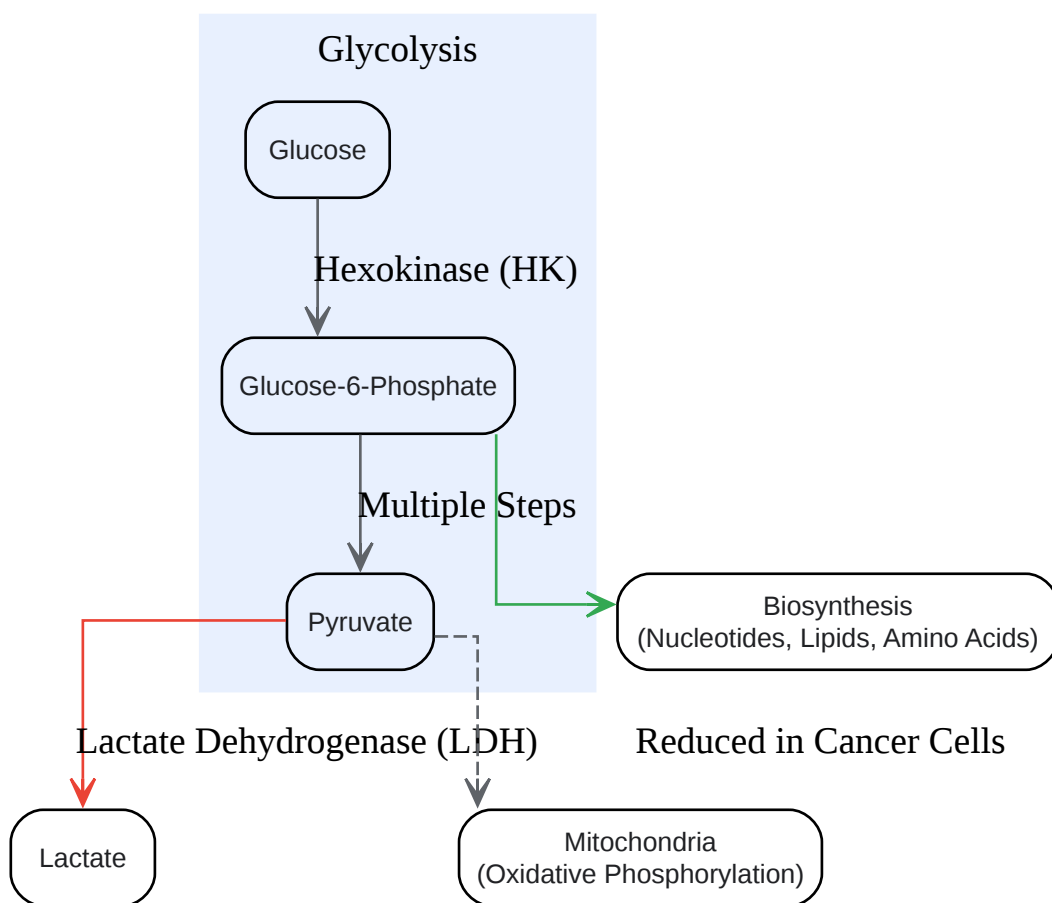 Glycolysis
Glucose
Hexokinase (HK)
Glucose-6-Phosphate
Multiple Steps
Pyruvate
Biosynthesis
(Nucleotides, Lipids, Amino Acids)
Lactate Dehydrogenase (LDH)
Reduced in Cancer Cells
Lactate
Mitochondria
(Oxidative Phosphorylation)